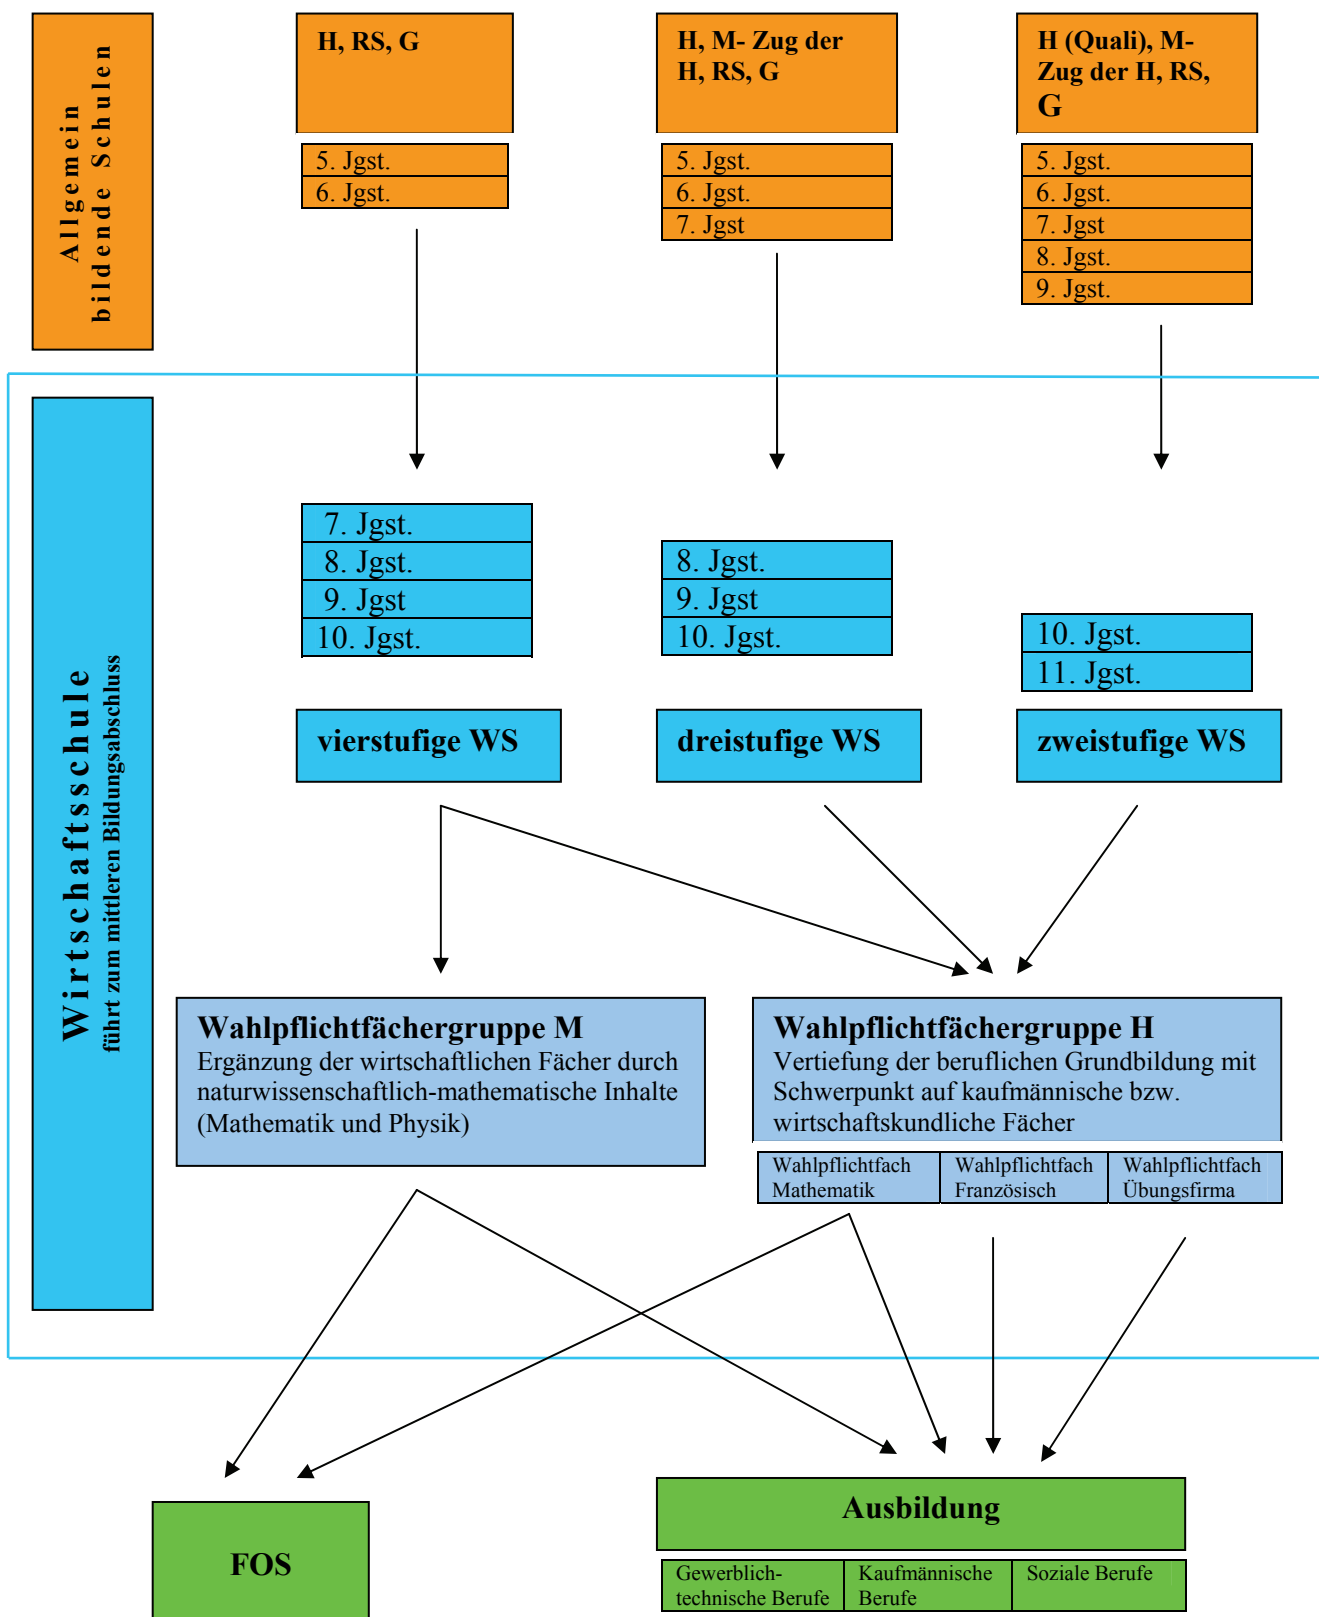 Allgemein
bildende Schulen
H, RS, G
5. Jgst.
6. Jgst.
H, M- Zug der
H, RS, G
5. Jgst.
6. Jgst.
7. Jgst
H (Quali), M-
Zug der H, RS,
G
5. Jgst.
6. Jgst.
7. Jgst
8. Jgst.
9. Jgst.
Wirtschaftsschule
führt zum mittleren Bildungsabschluss
7. Jgst.
8. Jgst.
9. Jgst
10. Jgst.
vierstufige WS
8. Jgst.
9. Jgst
10. Jgst.
dreistufige WS
10. Jgst.
11. Jgst.
zweistufige WS
Wahlpflichtfächergruppe M
Ergänzung der wirtschaftlichen Fächer durch
naturwissenschaftlich-mathematische Inhalte
(Mathematik und Physik)
Wahlpflichtfächergruppe H
Vertiefung der beruflichen Grundbildung mit
Schwerpunkt auf kaufmännische bzw.
wirtschaftskundliche Fächer
Wahlpflichtfach
Mathematik
Wahlpflichtfach
Französisch
Wahlpflichtfach
Übungsfirma
FOS
Ausbildung
Gewerblich-
technische Berufe
Kaufmännische
Berufe
Soziale Berufe